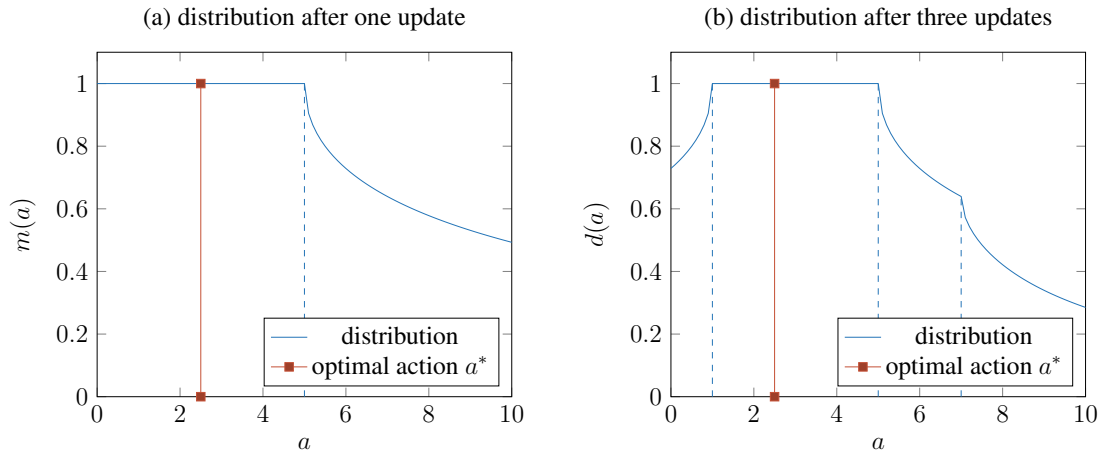 (a) distribution after one update
1
0.8
0.6
0.4
0.2
0
m(a)
0 2 4 6 8 10
a
distribution
optimal action a*
(b) distribution after three updates
1
0.8
0.6
0.4
0.2
0
d(a)
0 2 4 6 8 10
a
distribution
optimal action a*